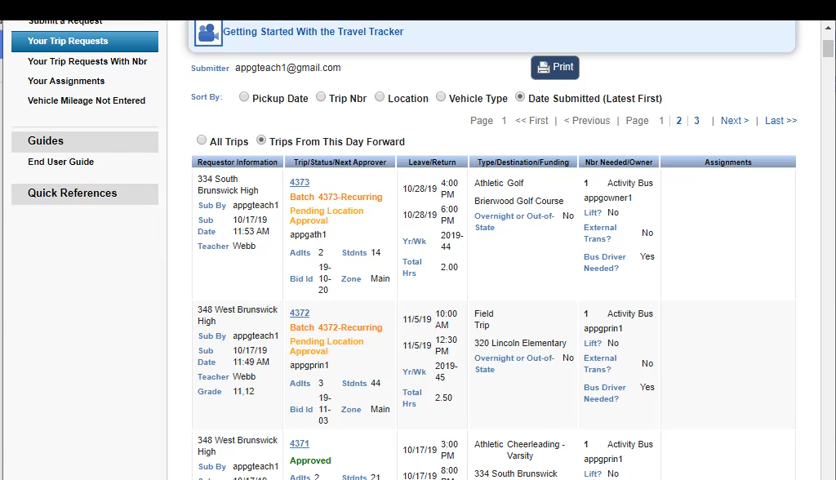 Submit a Request
Your Trip Requests
Your Trip Requests With Nbr
Your Assignments
Vehicle Mileage Not Entered
Guides
End User Guide
Quick References
Getting Started With the Travel Tracker
Submitter appgteach1@gmail.com
Print
Sort By: Pickup Date Trip Nbr Location Vehicle Type Date Submitted (Latest First)
Page 1 << First | < Previous | Page 1 | 2 | 3 | Next > | Last >>
All Trips Trips From This Day Forward
Requestor Information Trip/Status/Next Approver Leave/Return Type/Destination/Funding Nbr Needed/Owner Assignments
334 South
Brunswick High
Sub By appgteach1
Sub 10/17/19
Date 11:53 AM
Teacher Webb
4373
Batch 4373-Recurring
Pending Location
Approval
appgath1
Adlts 2 Stdnts 14
19-
Bid Id 10- Zone Main
20
10/28/19 4:00
PM
10/28/19 6:00
PM
Yr/Wk 2019-
44
Total 2.00
Hrs
Athletic Golf
Brierwood Golf Course
Overnight or Out-of- No
State
1 Activity Bus
appgowner1
Lift? No
External No
Trans?
Bus Driver Yes
Needed?
348 West Brunswick
High
Sub By appgteach1
Sub 10/17/19
Date 11:49 AM
Teacher Webb
Grade 11,12
4372
Batch 4372-Recurring
Pending Location
Approval
appgprin1
Adlts 3 Stdnts 44
19-
Bid Id 11- Zone Main
03
11/5/19 10:00
AM
11/5/19 12:30
PM
Yr/Wk 2019-
45
Total 2.50
Hrs
Field
Trip
320 Lincoln Elementary
Overnight or Out-of- No
State
1 Activity Bus
appgprin1
Lift? No
External No
Trans?
Bus Driver Yes
Needed?
348 West Brunswick
High
Sub By appgteach1
Sub 10/17/19
4371
Approved
Adlts 2 Stdnts 21
10/17/19 3:00
PM
10/17/19 8:00
PM
Athletic Cheerleading -
Varsity
334 South Brunswick
1 Activity Bus
appgprin1
Lift? No